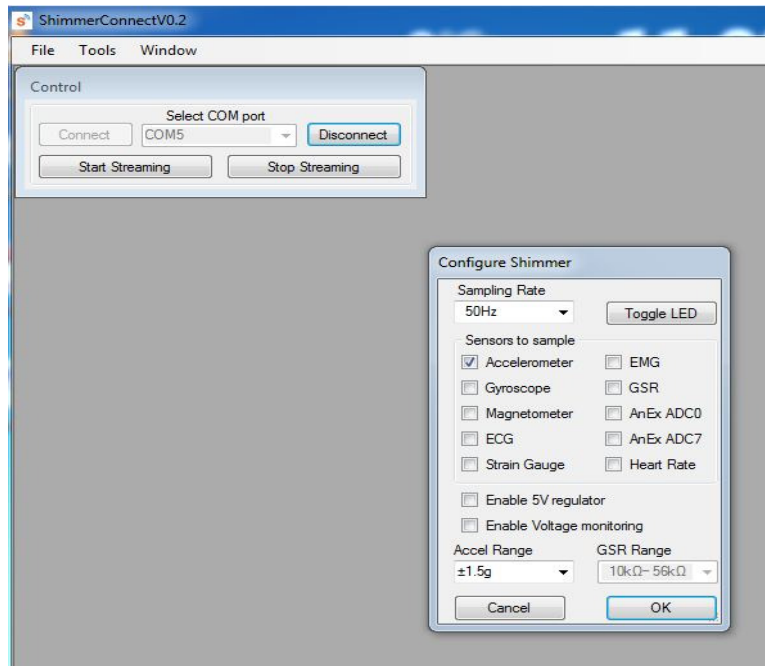 ShimmerConnectV0.2
File Tools Window
Control
Select COM port
Connect COM5 Disconnect
Start Streaming Stop Streaming
Configure Shimmer
Sampling Rate
50Hz Toggle LED
Sensors to sample
Accelerometer EMG
Gyroscope GSR
Magnetometer AnEx ADC0
ECG AnEx ADC7
Strain Gauge Heart Rate
Enable 5V regulator
Enable Voltage monitoring
Accel Range GSR Range
±1.5g 10kΩ- 56kΩ
Cancel OK